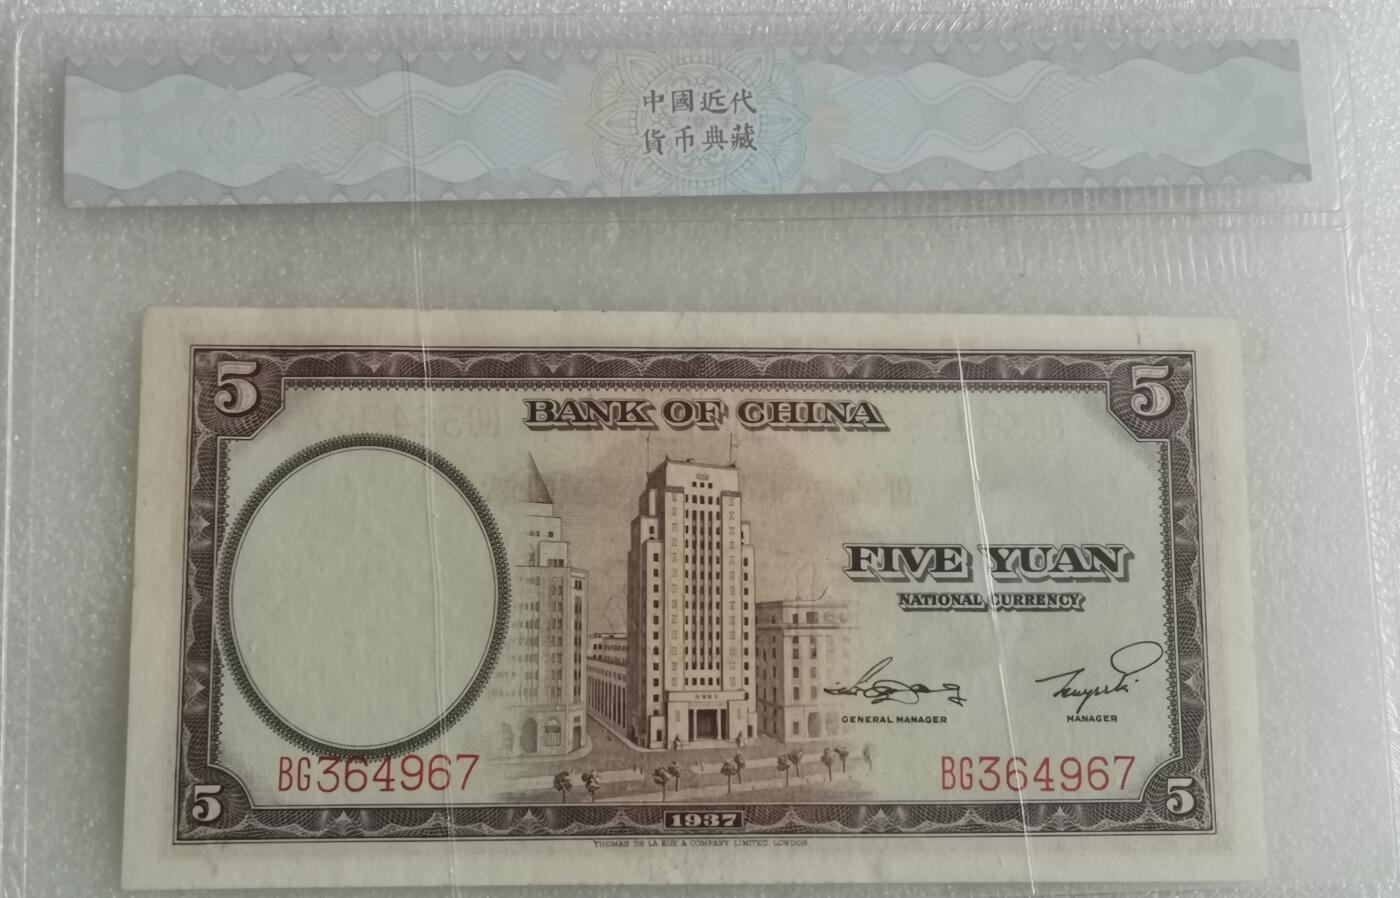 中國近代
貨币典藏
5
5
BANK OF CHINA
FIVE YUAN
NATIONAL CURRENCY
GENERAL MANAGER
MANAGER
BG364967
BG364967
5
5
1937
THOMAS DE LA RUE & COMPANY, LIMITED, LONDON.